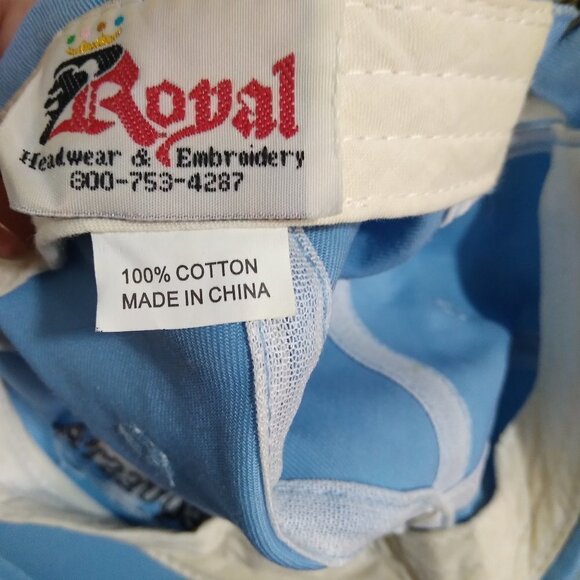 Royal
Headwear & Embroidery
800-753-4287
100% COTTON
MADE IN CHINA